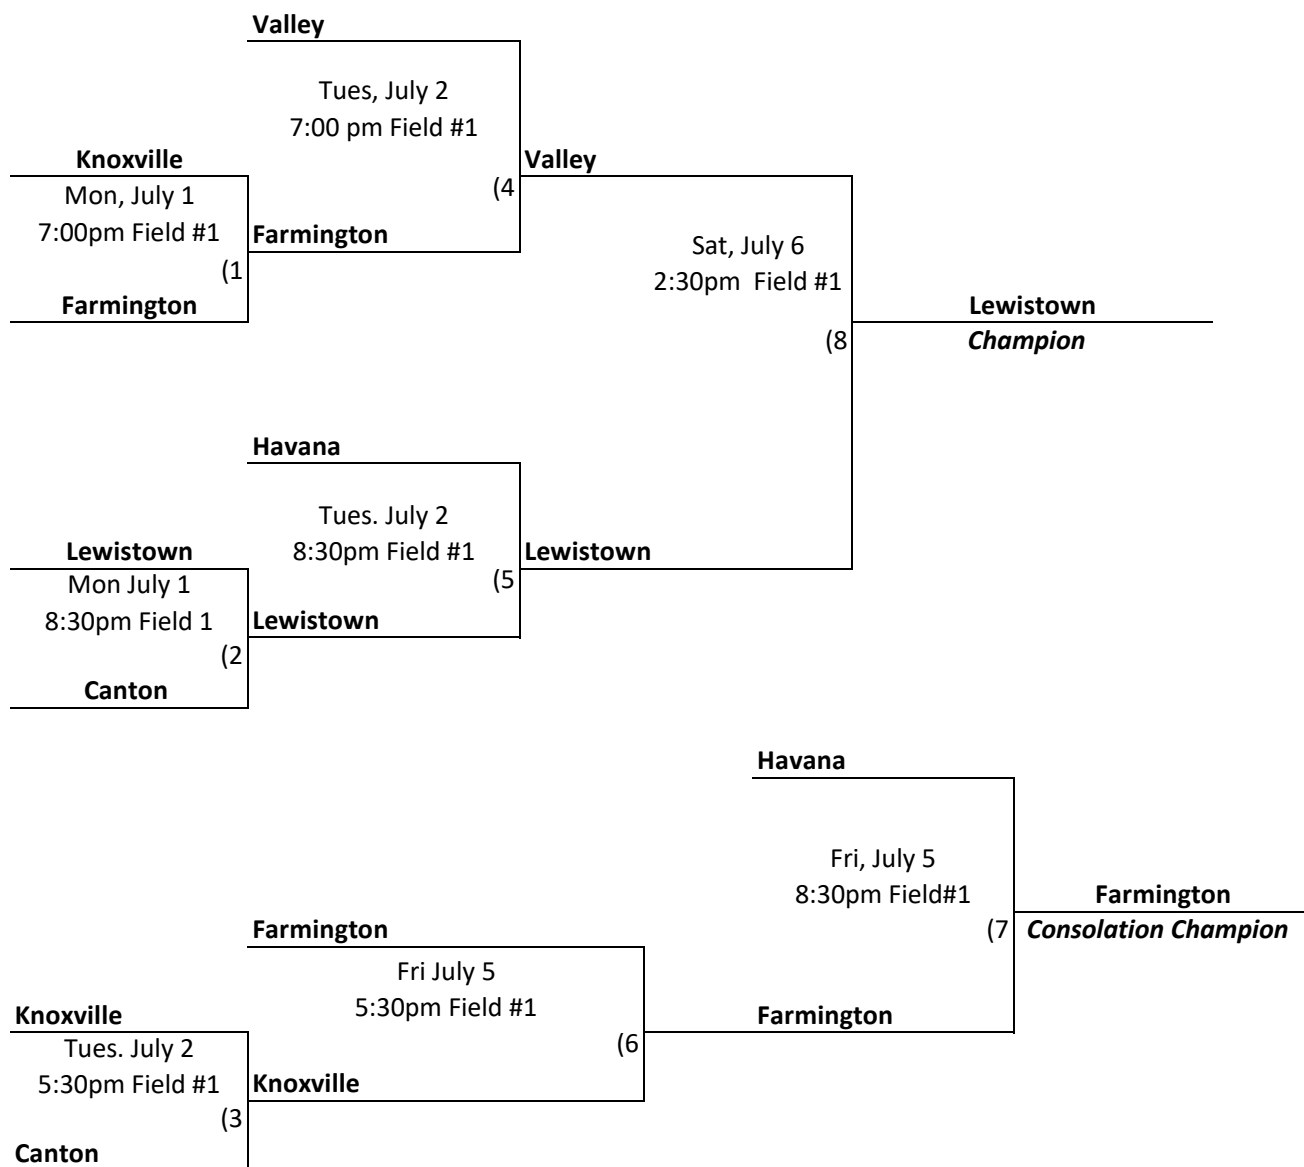 Valley
Tues, July 2
7:00 pm Field #1
Knoxville
Valley
Mon, July 1
(4
7:00pm Field #1
Farmington
Sat, July 6
(1
2:30pm  Field #1
Farmington
Lewistown
(8
Champion
Havana
Tues. July 2
Lewistown
8:30pm Field #1
Lewistown
Mon July 1
(5
8:30pm Field 1
Lewistown
(2
Canton
Havana
Fri, July 5
8:30pm Field#1
Farmington
Farmington
(7
Consolation Champion
Fri July 5
Knoxville
5:30pm Field #1
Farmington
Tues. July 2
(6
5:30pm Field #1
Knoxville
(3
Canton